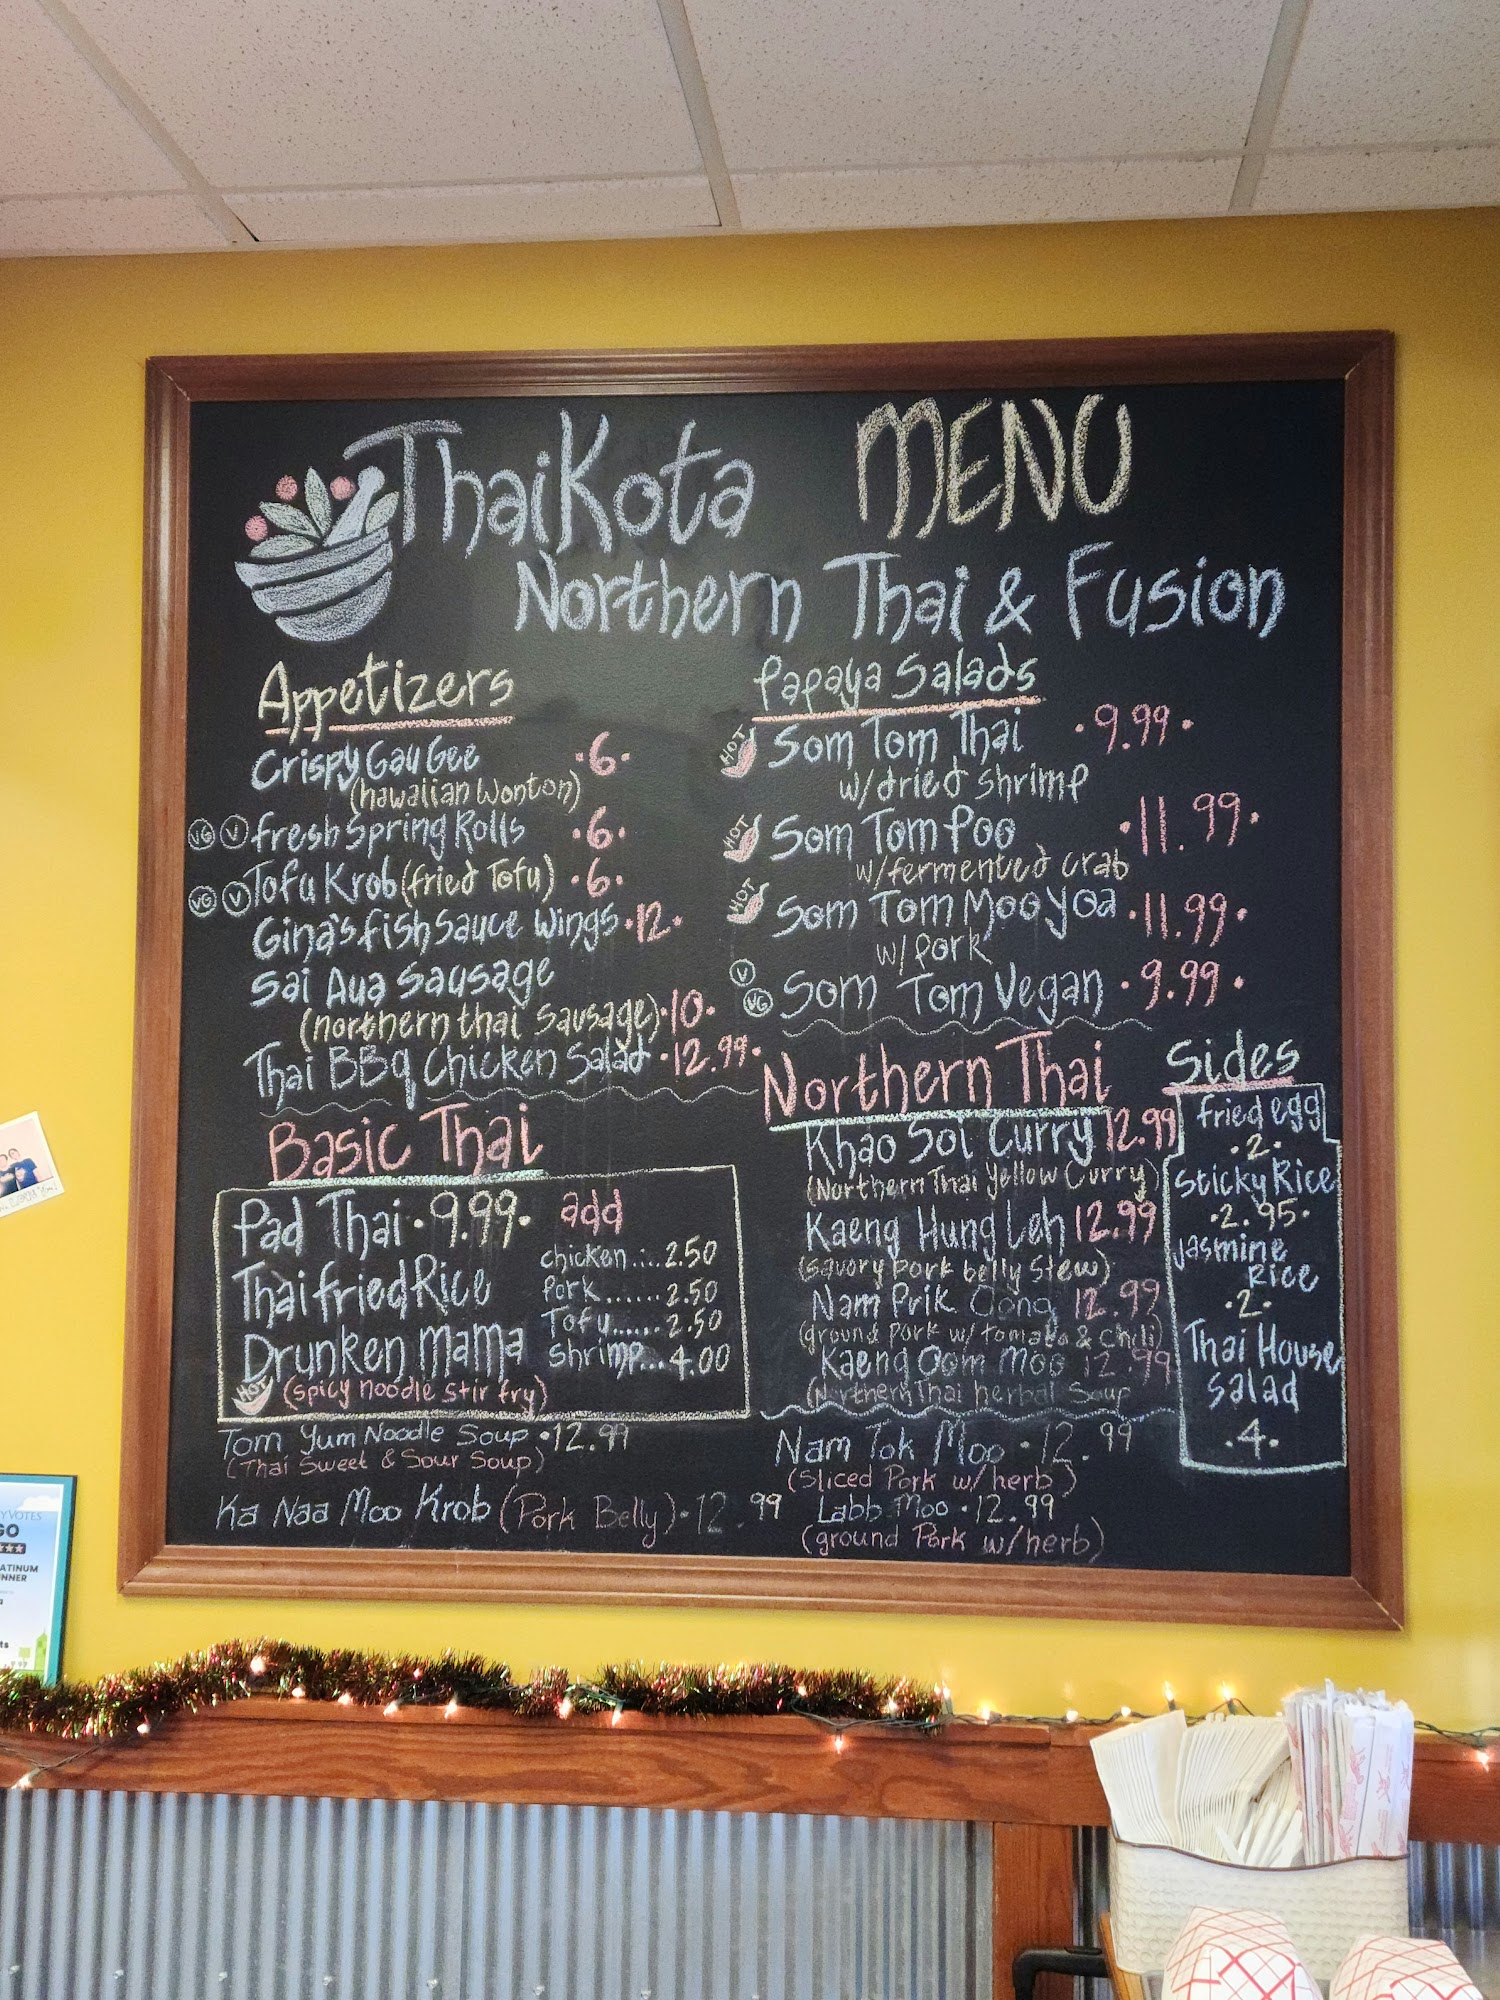 ThaiKota MENU
Northern Thai & Fusion
Appetizers
Crispy Gau Gee ·6·
(hawaiian Wonton)
VG V fresh Spring Rolls ·6·
VG V Tofu Krob (fried Tofu) ·6·
Gina's fish Sauce Wings ·12·
Sai Aua Sausage
(northern thai Sausage) ·10·
Thai BBq Chicken Salad ·12.99·
Basic Thai
Pad Thai ·9.99·
Thai fried Rice
Drunken Mama
HOT (spicy noodle stir fry)
add
chicken....2.50
Pork.......2.50
Tofu......2.50
shrimp...4.00
Tom Yum Noodle Soup ·12.99
(Thai Sweet & Sour Soup)
Ka Naa Moo Krob (Pork Belly) ·12.99
Papaya Salads
HOT Som Tom Thai ·9.99·
w/dried shrimp
HOT Som Tom Poo ·11.99·
w/fermented crab
HOT Som Tom Moo Yoa ·11.99·
w/ Pork
V VG Som Tom Vegan ·9.99·
Northern Thai
Khao Soi Curry 12.99
(Northern Thai Yellow Curry)
Kaeng Hung Leh 12.99
(savory pork belly stew)
Nam Prik Oong 12.99
(ground pork w/ tomato & chili)
Kaeng Oom Moo 12.99
(Northern Thai herbal Soup
Nam Tok Moo ·12.99
(Sliced Pork w/herb)
Labb Moo ·12.99
(ground Pork w/herb)
Sides
fried egg
·2·
Sticky Rice
·2.95·
Jasmine
Rice
·2·
Thai House
salad
·4·
VOTES
GO
ATINUM
NNER